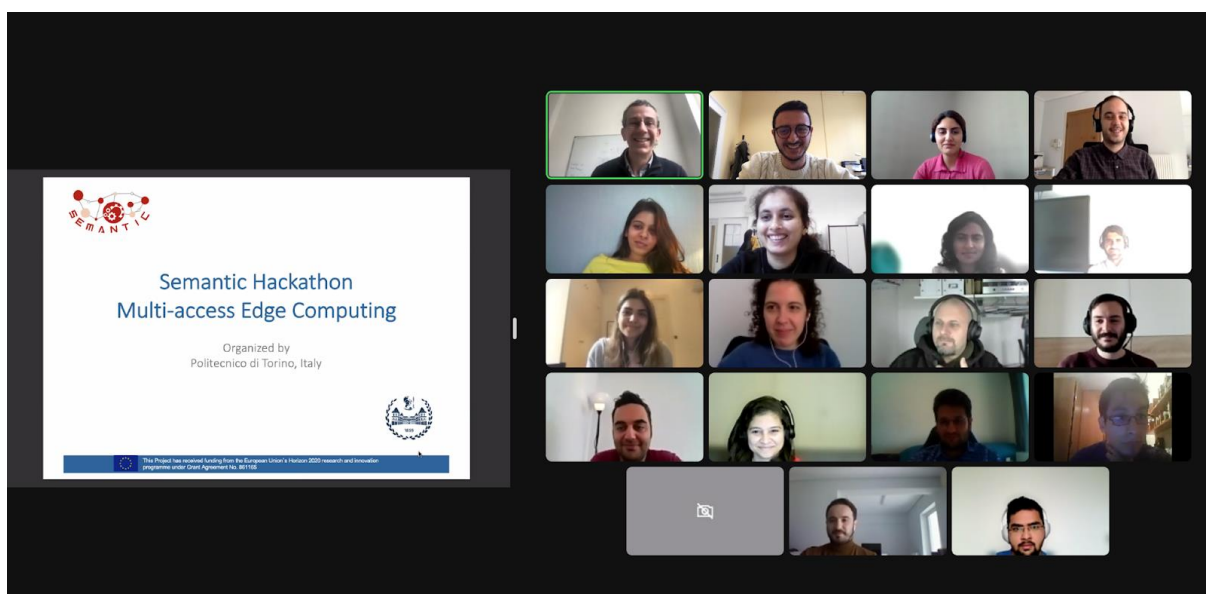 SEMANTIC
Semantic Hackathon
Multi-access Edge Computing
Organized by
Politecnico di Torino, Italy
1859
This Project has received funding from the European Union's Horizon 2020 research and innovation
programme under Grant Agreement No. 861165